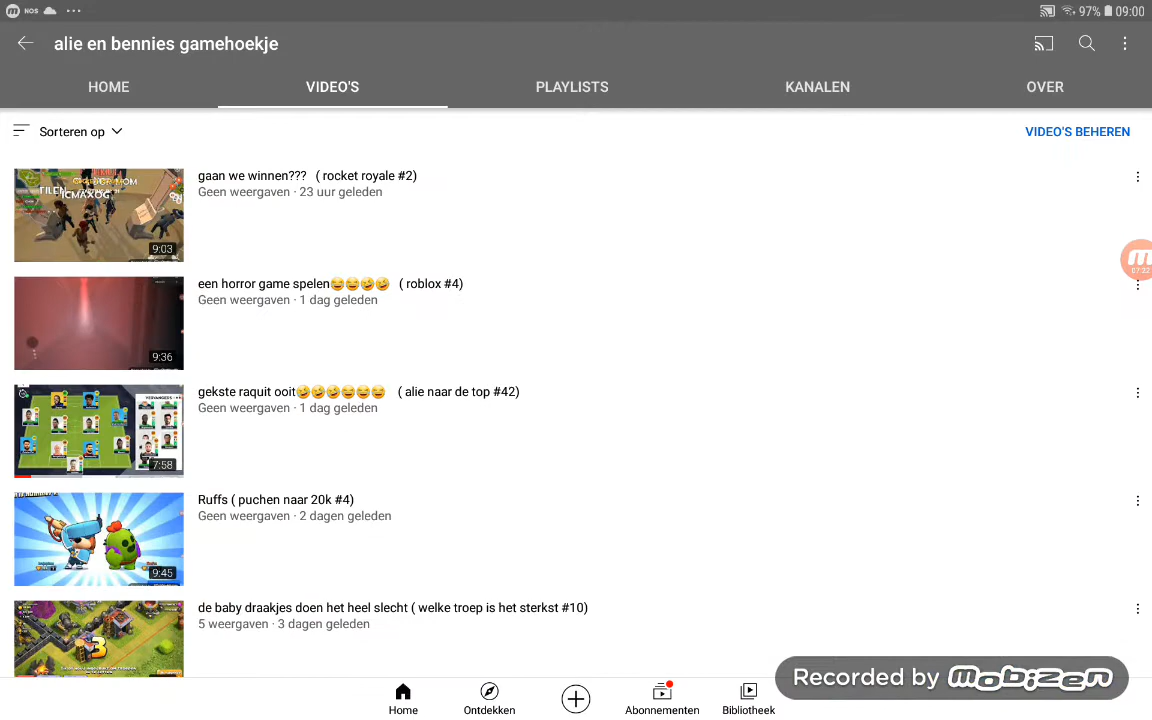 NOS 97% 09:00
alie en bennies gamehoekje
HOME VIDEO'S PLAYLISTS KANALEN OVER
Sorteren op VIDEO'S BEHEREN
gaan we winnen??? ( rocket royale #2)
Geen weergaven · 23 uur geleden
9:03
07:22
een horror game spelen😂😂🤣🤣 ( roblox #4)
Geen weergaven · 1 dag geleden
9:36
gekste raquit ooit🤣🤣🤣😂😂😂 ( alie naar de top #42)
Geen weergaven · 1 dag geleden
7:58
Ruffs ( puchen naar 20k #4)
Geen weergaven · 2 dagen geleden
9:45
de baby draakjes doen het heel slecht ( welke troep is het sterkst #10)
5 weergaven · 3 dagen geleden
3
Recorded by mobizen
Home Ontdekken Abonnementen Bibliotheek